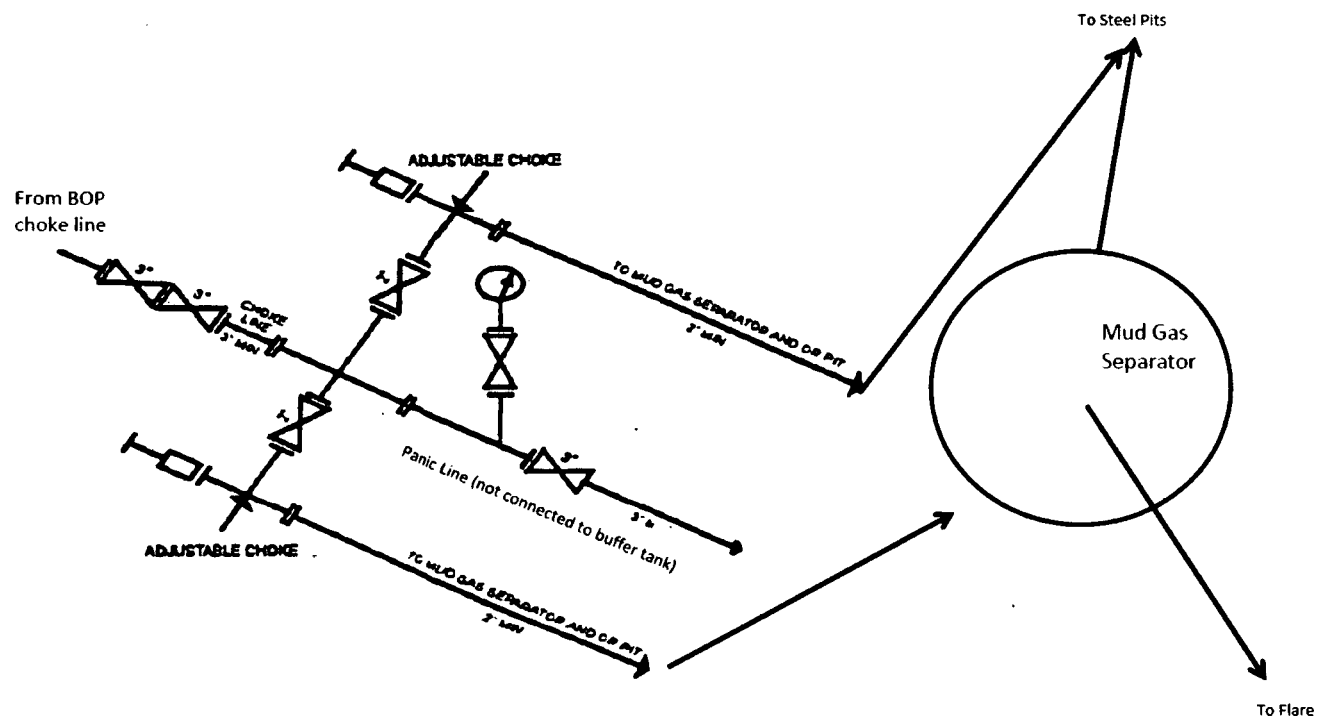 To Steel Pits
ADJUSTABLE CHOKE
From BOP
choke line
3"
3"
CHOKE
LINE
3" MIN
TO MUD GAS SEPARATOR AND OR PIT
2" MIN
Mud Gas
Separator
3"
Panic Line (not connected to buffer tank)
ADJUSTABLE CHOKE
TO MUD GAS SEPARATOR AND OR PIT
2" MIN
To Flare